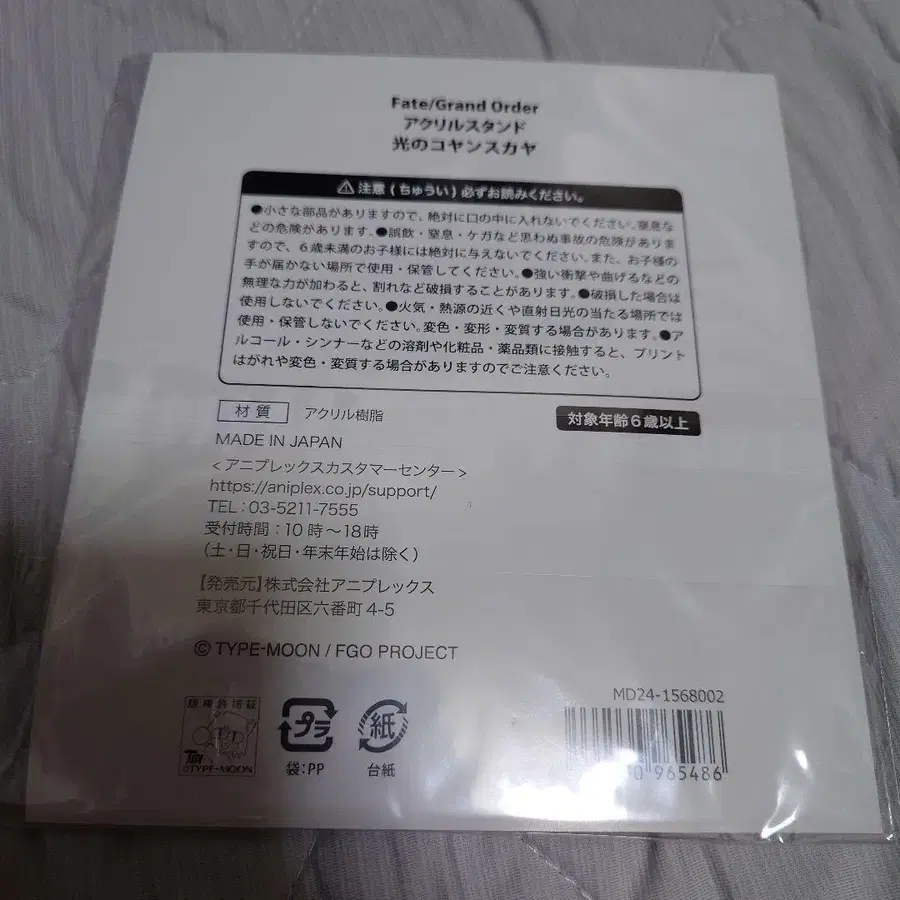 Fate/Grand Order
アクリルスタンド
光のコヤンスカヤ
⚠注意(ちゅうい)必ずお読みください。
●小さな部品がありますので、絶対に口の中に入れないでください。窒息な
どの危険があります。●誤飲・窒息・ケガなど思わぬ事故の危険がありま
すので、6歳未満のお子様には絶対に与えないでください。また、お子様の
手が届かない場所で使用・保管してください。●強い衝撃や曲げるなどの
無理な力が加わると、割れなど破損することがあります。●破損した場合は
使用しないでください。●火気・熱源の近くや直射日光の当たる場所では
使用・保管しないでください。変色・変形・変質する場合があります。●ア
ルコール・シンナーなどの溶剤や化粧品・薬品類に接触すると、プリント
はがれや変色・変質する場合がありますのでご注意ください。
材質 アクリル樹脂
対象年齢6歳以上
MADE IN JAPAN
<アニプレックスカスタマーセンター>
https://aniplex.co.jp/support/
TEL:03-5211-7555
受付時間:10時~18時
(土・日・祝日・年末年始は除く)
【発売元】株式会社アニプレックス
東京都千代田区六番町4-5
© TYPE-MOON / FGO PROJECT
MD24-1568002
版権許諾証
TM
©TYPE-MOON
プラ
袋:PP
紙
台紙
0 965486